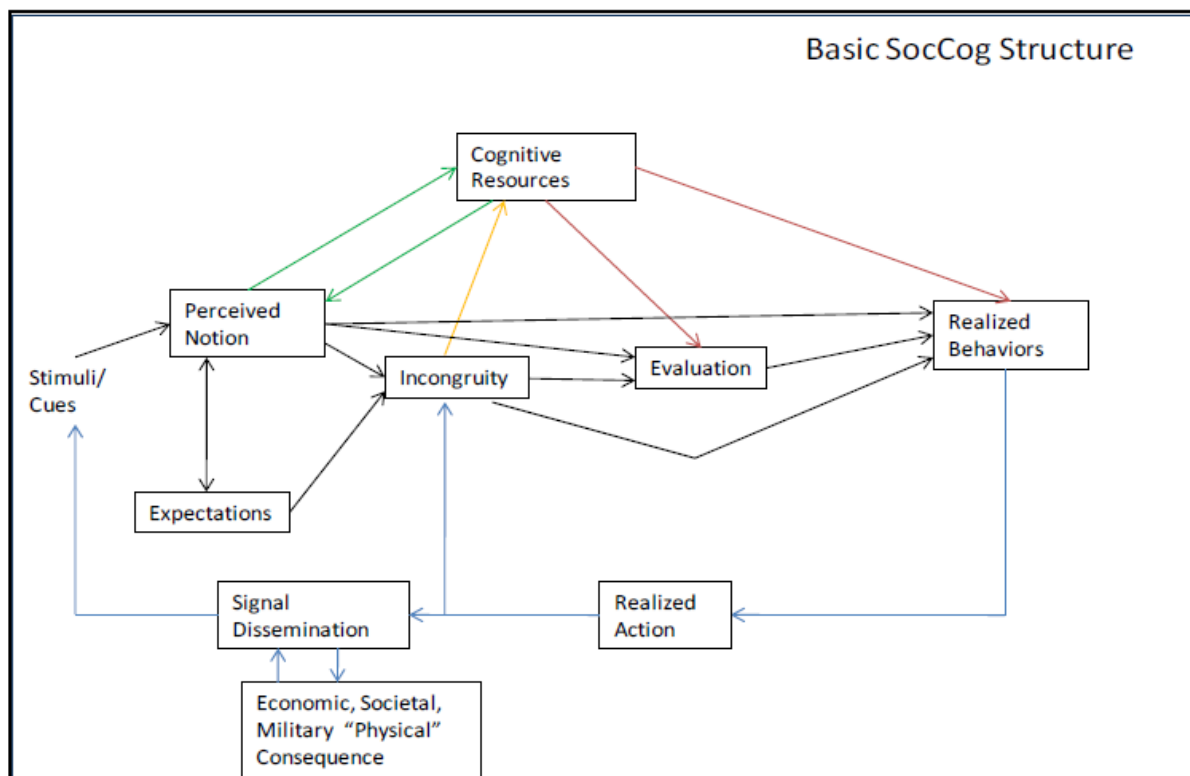 Basic SocCog Structure
Cognitive
Resources
Perceived
Notion
Realized
Behaviors
Stimuli/
Cues
Incongruity
Evaluation
Expectations
Signal
Dissemination
Realized
Action
Economic, Societal,
Military “Physical”
Consequence